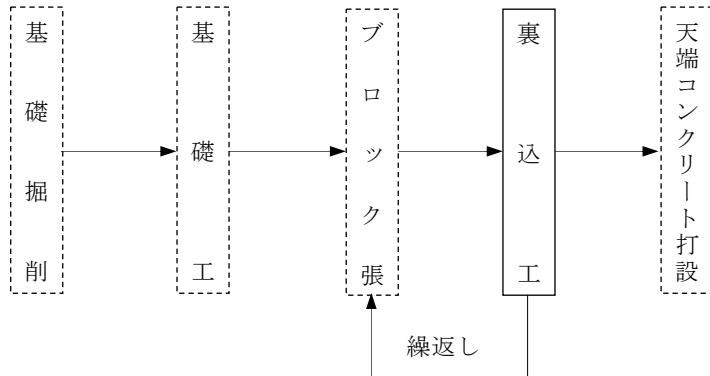 基礎掘削
基礎工
ブロック張
裏込工
天端コンクリート打設
繰返し